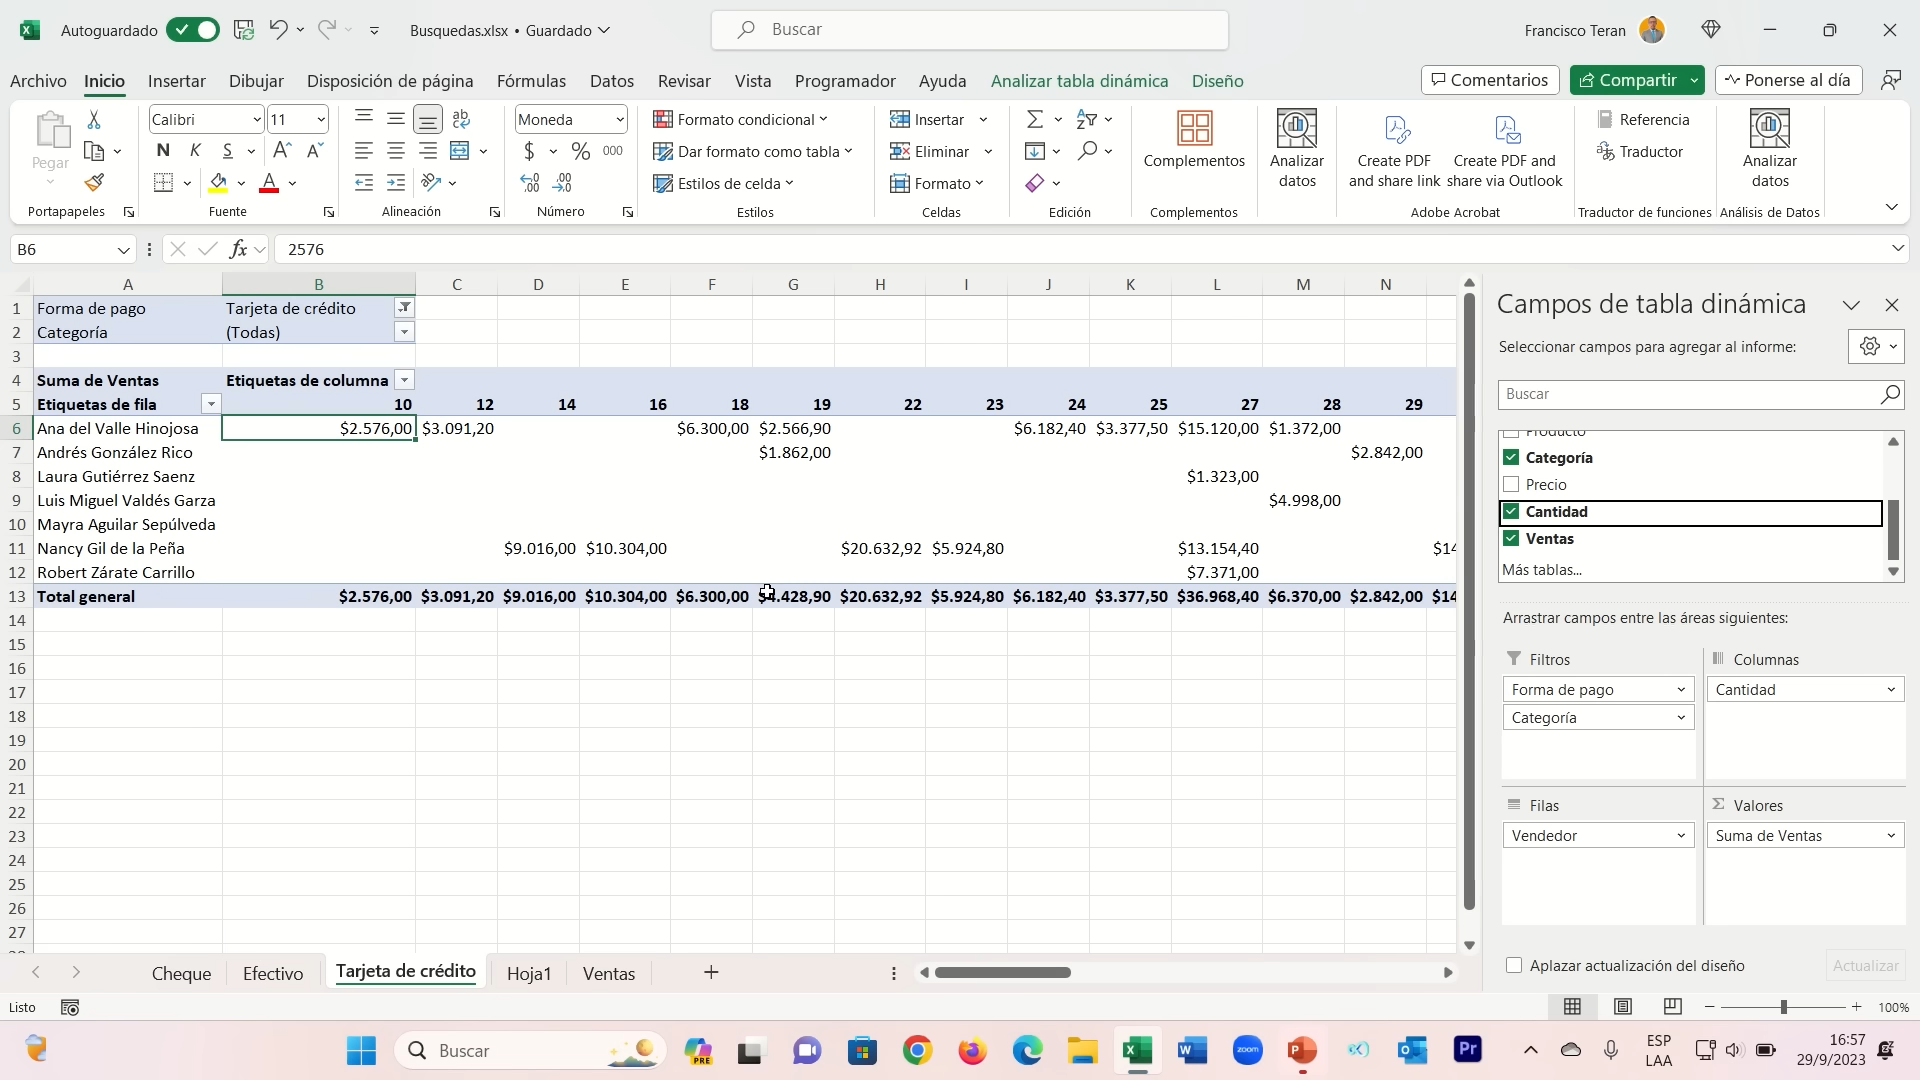 Autoguardado
Busquedas.xlsx • Guardado
Buscar
Francisco Teran
Archivo Inicio Insertar Dibujar Disposición de página Fórmulas Datos Revisar Vista Programador Ayuda Analizar tabla dinámica Diseño
Comentarios Compartir Ponerse al día
Pegar
Calibri 11
N K S
Moneda
$ % 000
Formato condicional
Dar formato como tabla
Estilos de celda
Insertar
Eliminar
Formato
Complementos
Analizar datos
Create PDF and share link
Create PDF and share via Outlook
Referencia
Traductor
Analizar datos
Portapapeles Fuente Alineación Número Estilos Celdas Edición Complementos Adobe Acrobat Traductor de funciones Análisis de Datos
B6 fx 2576
A B C D E F G H I J K L M N
1 Forma de pago Tarjeta de crédito
2 Categoría (Todas)
3
4 Suma de Ventas Etiquetas de columna
5 Etiquetas de fila 10 12 14 16 18 19 22 23 24 25 27 28 29
6 Ana del Valle Hinojosa $2.576,00 $3.091,20 $6.300,00 $2.566,90 $6.182,40 $3.377,50 $15.120,00 $1.372,00
7 Andrés González Rico $1.862,00 $2.842,00
8 Laura Gutiérrez Saenz $1.323,00
9 Luis Miguel Valdés Garza $4.998,00
10 Mayra Aguilar Sepúlveda
11 Nancy Gil de la Peña $9.016,00 $10.304,00 $20.632,92 $5.924,80 $13.154,40 $14
12 Robert Zárate Carrillo $7.371,00
13 Total general $2.576,00 $3.091,20 $9.016,00 $10.304,00 $6.300,00 $4.428,90 $20.632,92 $5.924,80 $6.182,40 $3.377,50 $36.968,40 $6.370,00 $2.842,00 $14
14
15
16
17
18
19
20
21
22
23
24
25
26
27
Campos de tabla dinámica
Seleccionar campos para agregar al informe:
Buscar
Producto
Categoría
Precio
Cantidad
Ventas
Más tablas...
Arrastrar campos entre las áreas siguientes:
Filtros
Forma de pago
Categoría
Columnas
Cantidad
Filas
Vendedor
Valores
Suma de Ventas
Aplazar actualización del diseño Actualizar
Cheque Efectivo Tarjeta de crédito Hoja1 Ventas
Listo
100%
Buscar
PRE
zoom
Pr
ESP
LAA
16:57
29/9/2023